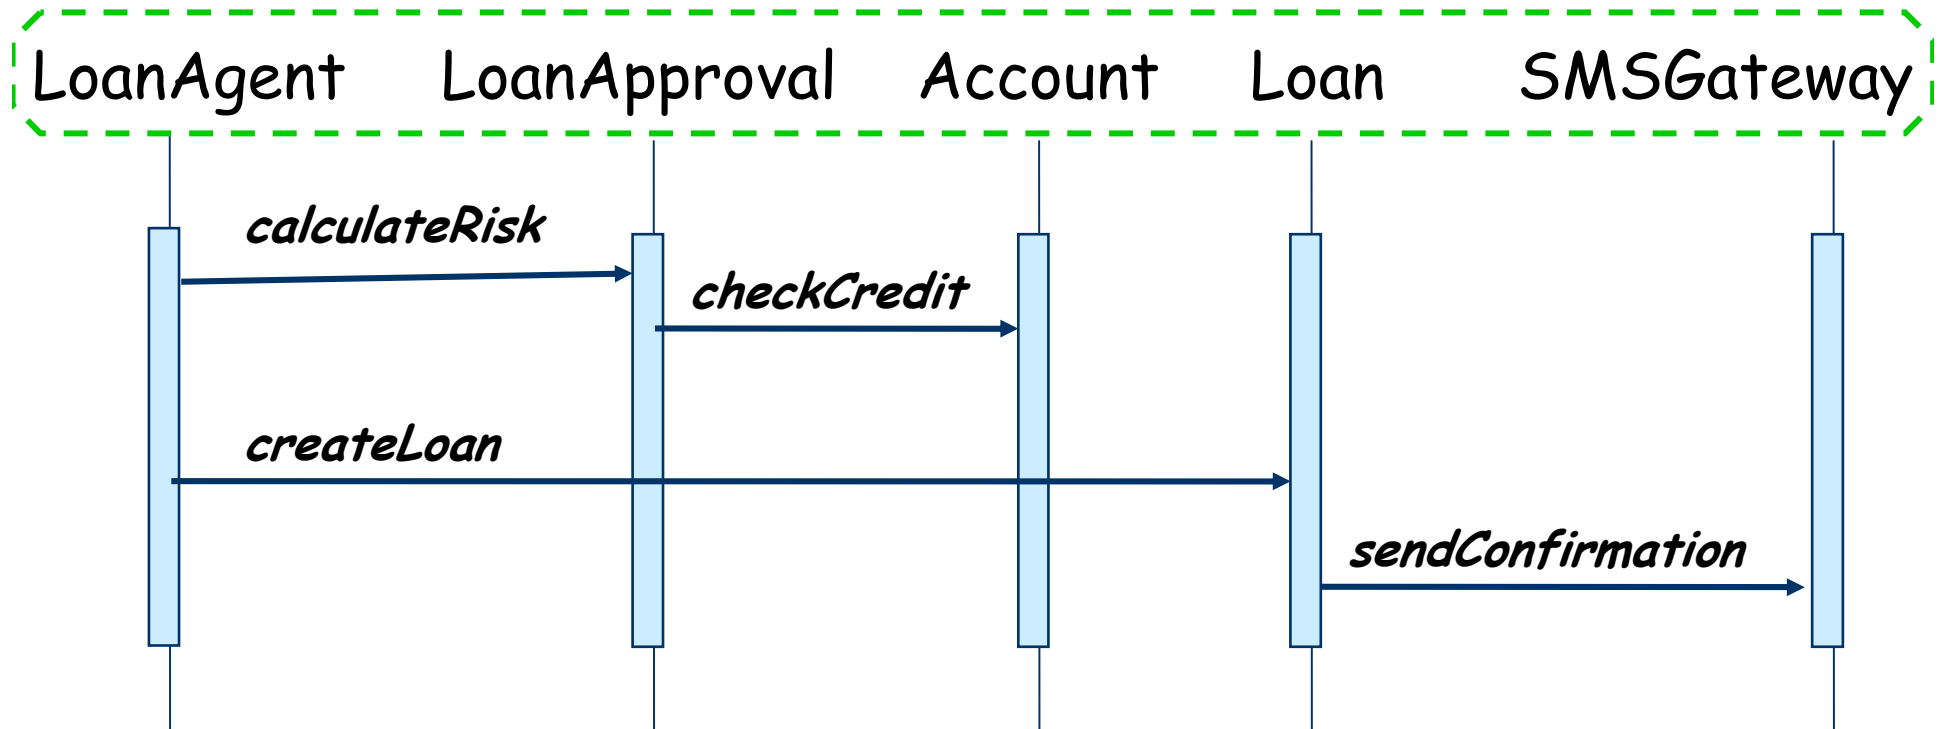 LoanAgent LoanApproval Account Loan SMSGateway
calculateRisk
checkCredit
createLoan
sendConfirmation